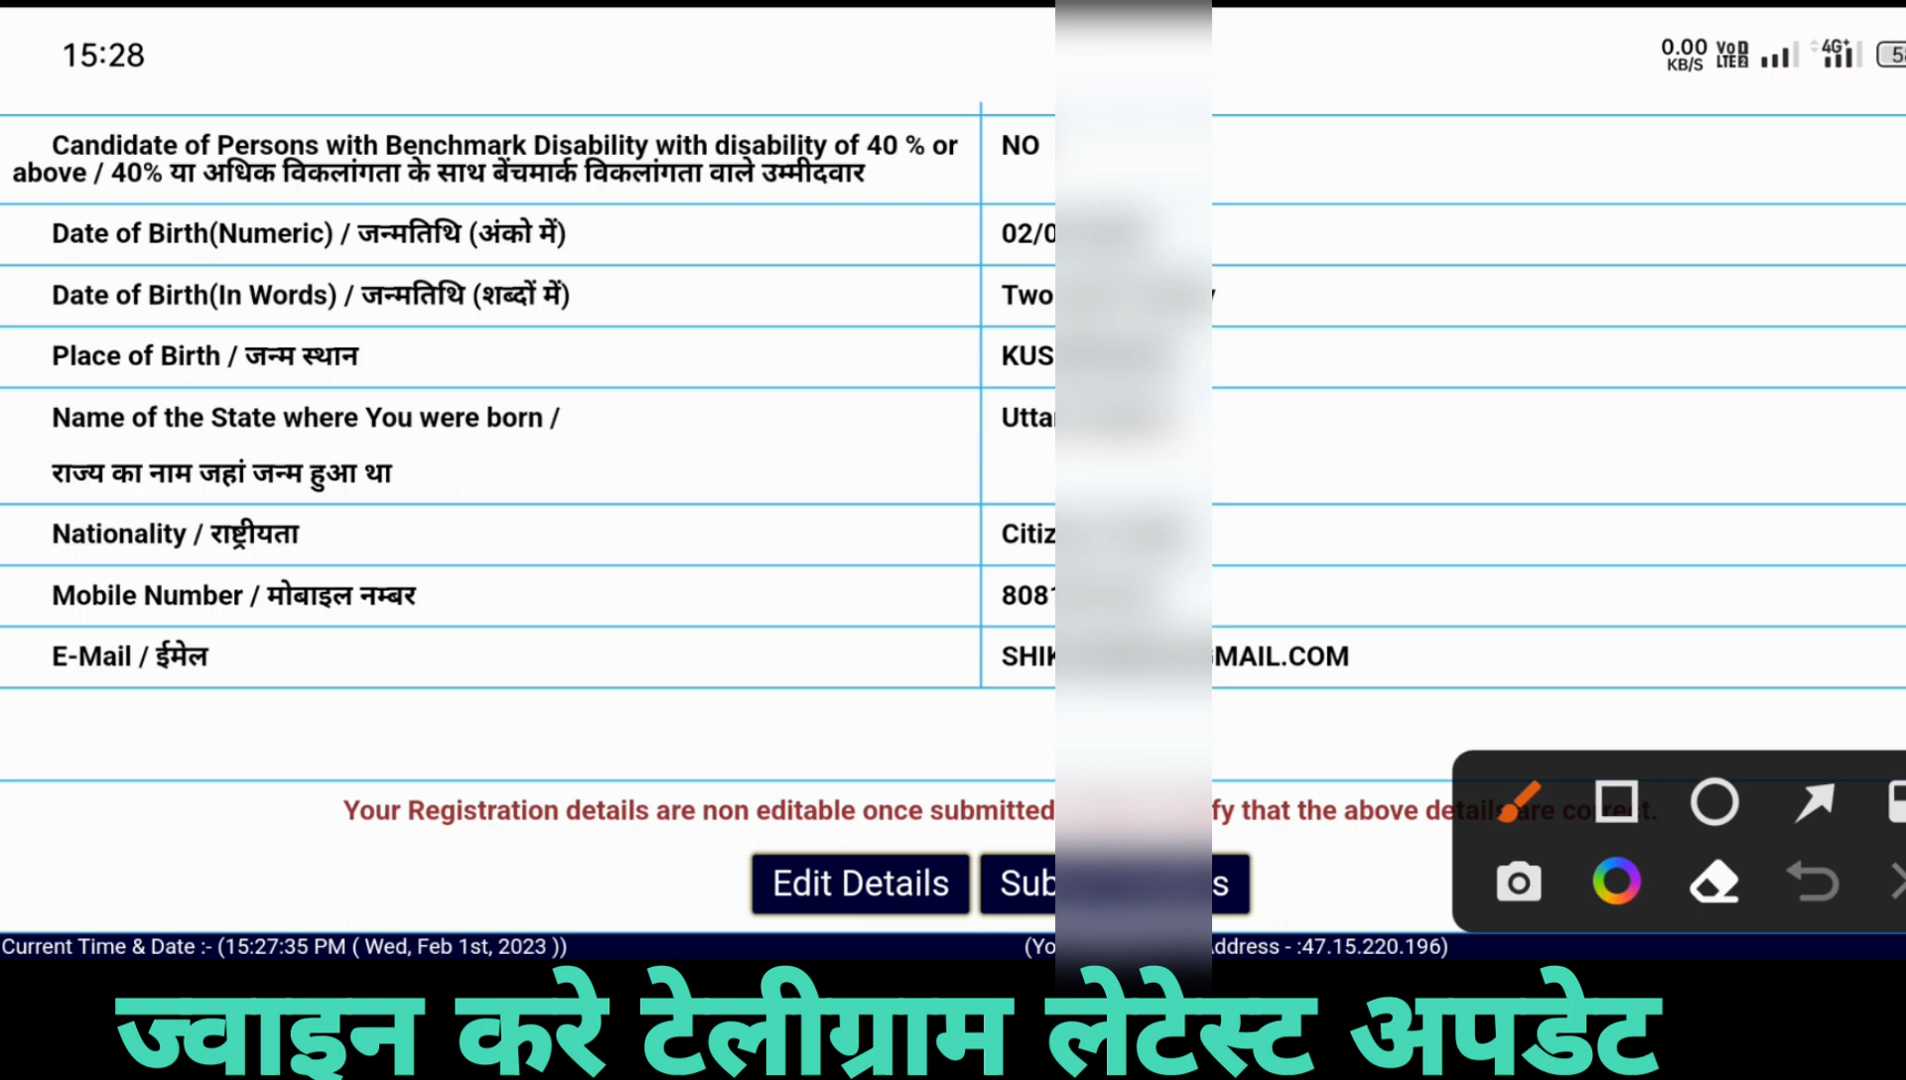 15:28
0.00 KB/S VoD LTE2 4G+
Candidate of Persons with Benchmark Disability with disability of 40 % or NO
above / 40% या अधिक विकलांगता के साथ बेंचमार्क विकलांगता वाले उम्मीदवार
Date of Birth(Numeric) / जन्मतिथि (अंको में) 02/0
Date of Birth(In Words) / जन्मतिथि (शब्दों में) Two
Place of Birth / जन्म स्थान KUS
Name of the State where You were born / Utta
राज्य का नाम जहां जन्म हुआ था
Nationality / राष्ट्रीयता Citiz
Mobile Number / मोबाइल नम्बर 808
E-Mail / ईमेल SHIK MAIL.COM
Your Registration details are non editable once submitted fy that the above details are correct.
Edit Details Sub s
Current Time & Date :- (15:27:35 PM ( Wed, Feb 1st, 2023 )) (Yo ddress - :47.15.220.196)
ज्वाइन करे टेलीग्राम लेटेस्ट अपडेट